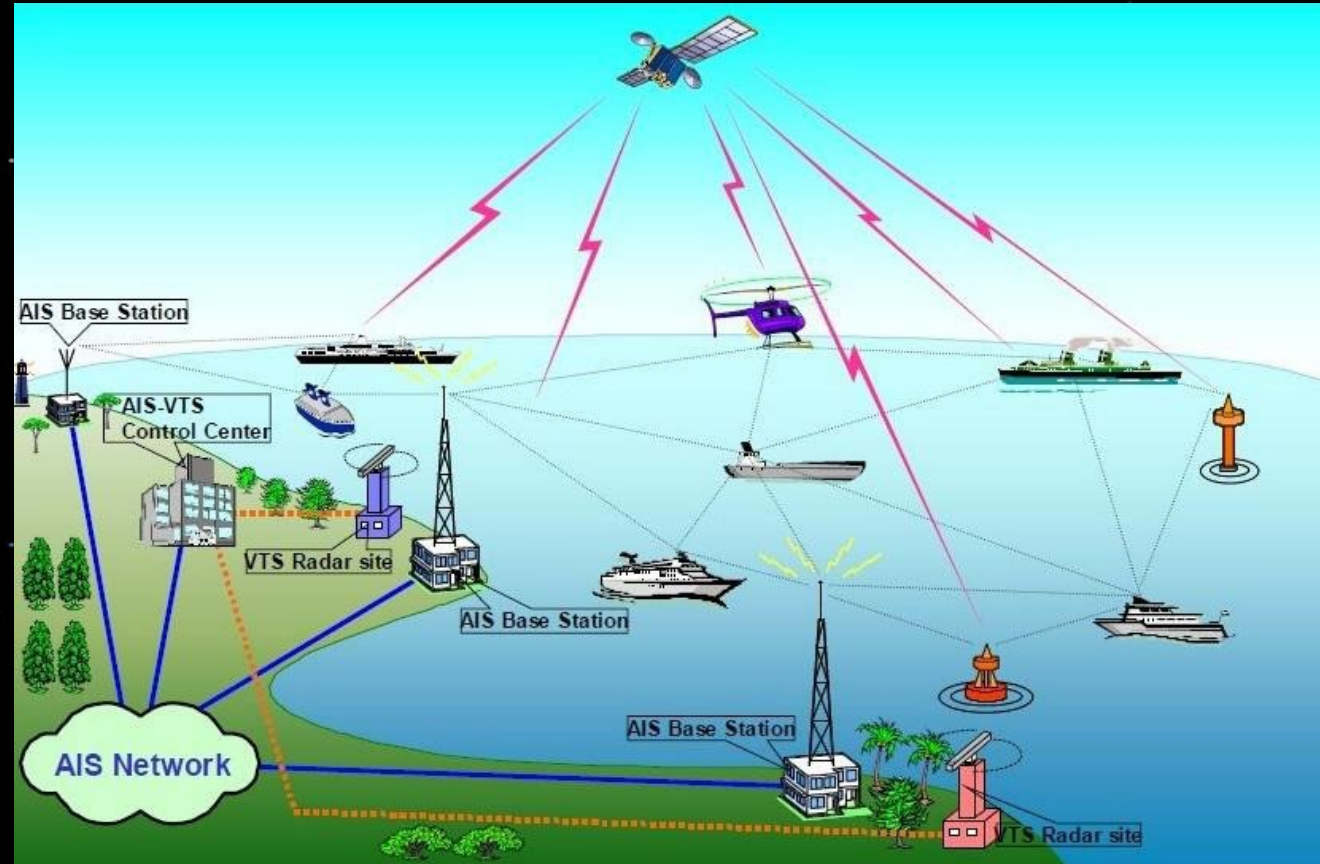 AIS Base Station
AIS-VTS
Control Center
VTS Radar site
AIS Base Station
AIS Base Station
AIS Network
VTS Radar site